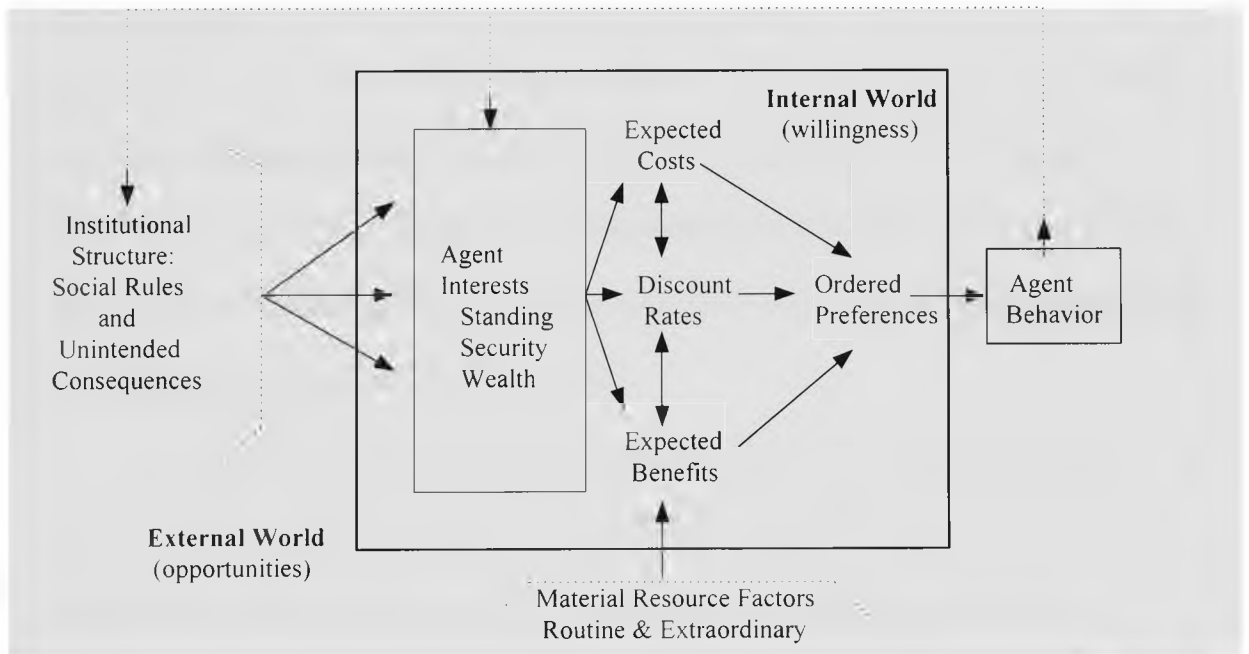 Internal World
(willingness)
Expected
Costs
Institutional
Structure:
Social Rules
and
Unintended
Consequences
Agent
Interests
Standing
Security
Wealth
Discount
Rates
Ordered
Preferences
Agent
Behavior
Expected
Benefits
External World
(opportunities)
Material Resource Factors
Routine & Extraordinary